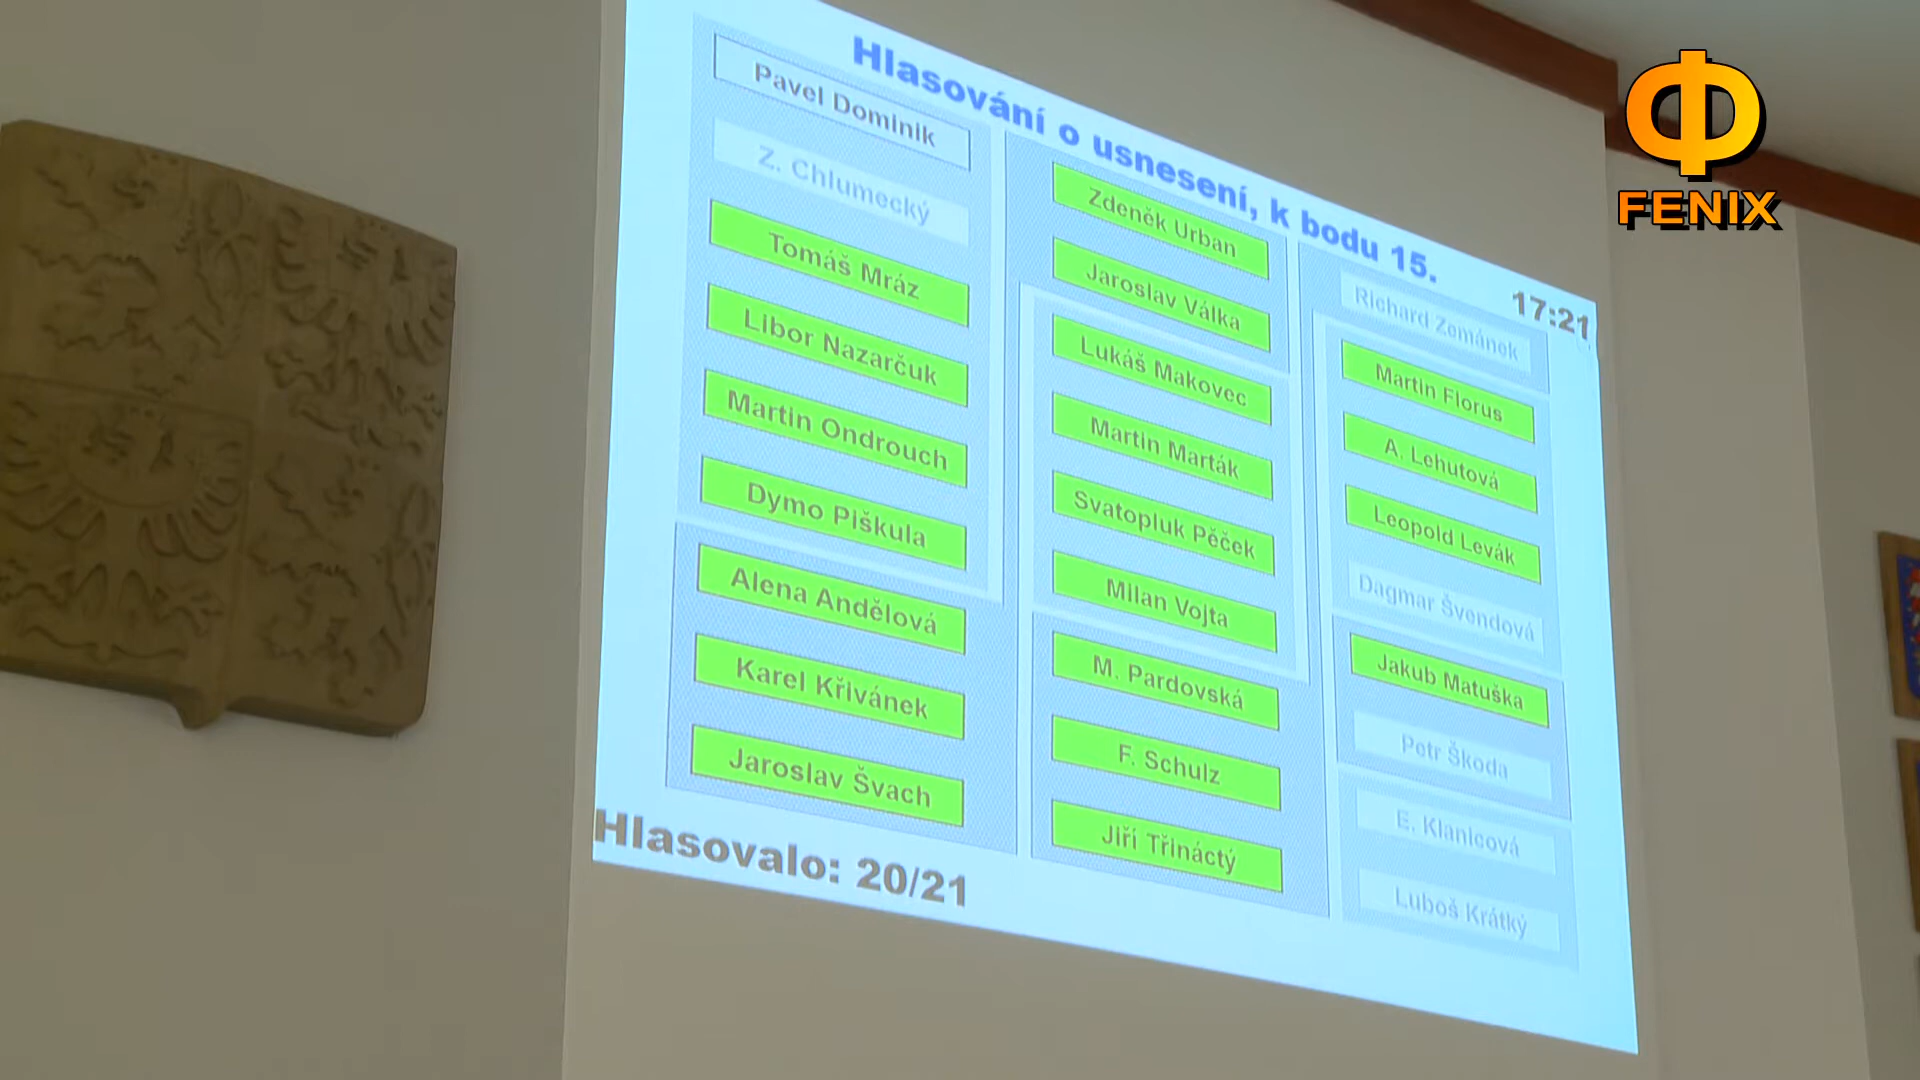 Hlasování o usnesení, k bodu 15.
17:21
Pavel Dominik
Z. Chlumecký
Tomáš Mráz
Libor Nazarčuk
Martin Ondrouch
Dymo Piškula
Alena Andělová
Karel Křivánek
Jaroslav Švach
Zdeněk Urban
Jaroslav Válka
Lukáš Makovec
Martin Marták
Svatopluk Pěček
Milan Vojta
M. Pardovská
F. Schulz
Jiří Třináctý
Richard Zemánek
Martin Florus
A. Lehutová
Leopold Levák
Dagmar Švendová
Jakub Matuška
Petr Škoda
E. Klanicová
Luboš Krátký
Hlasovalo: 20/21
FENIX